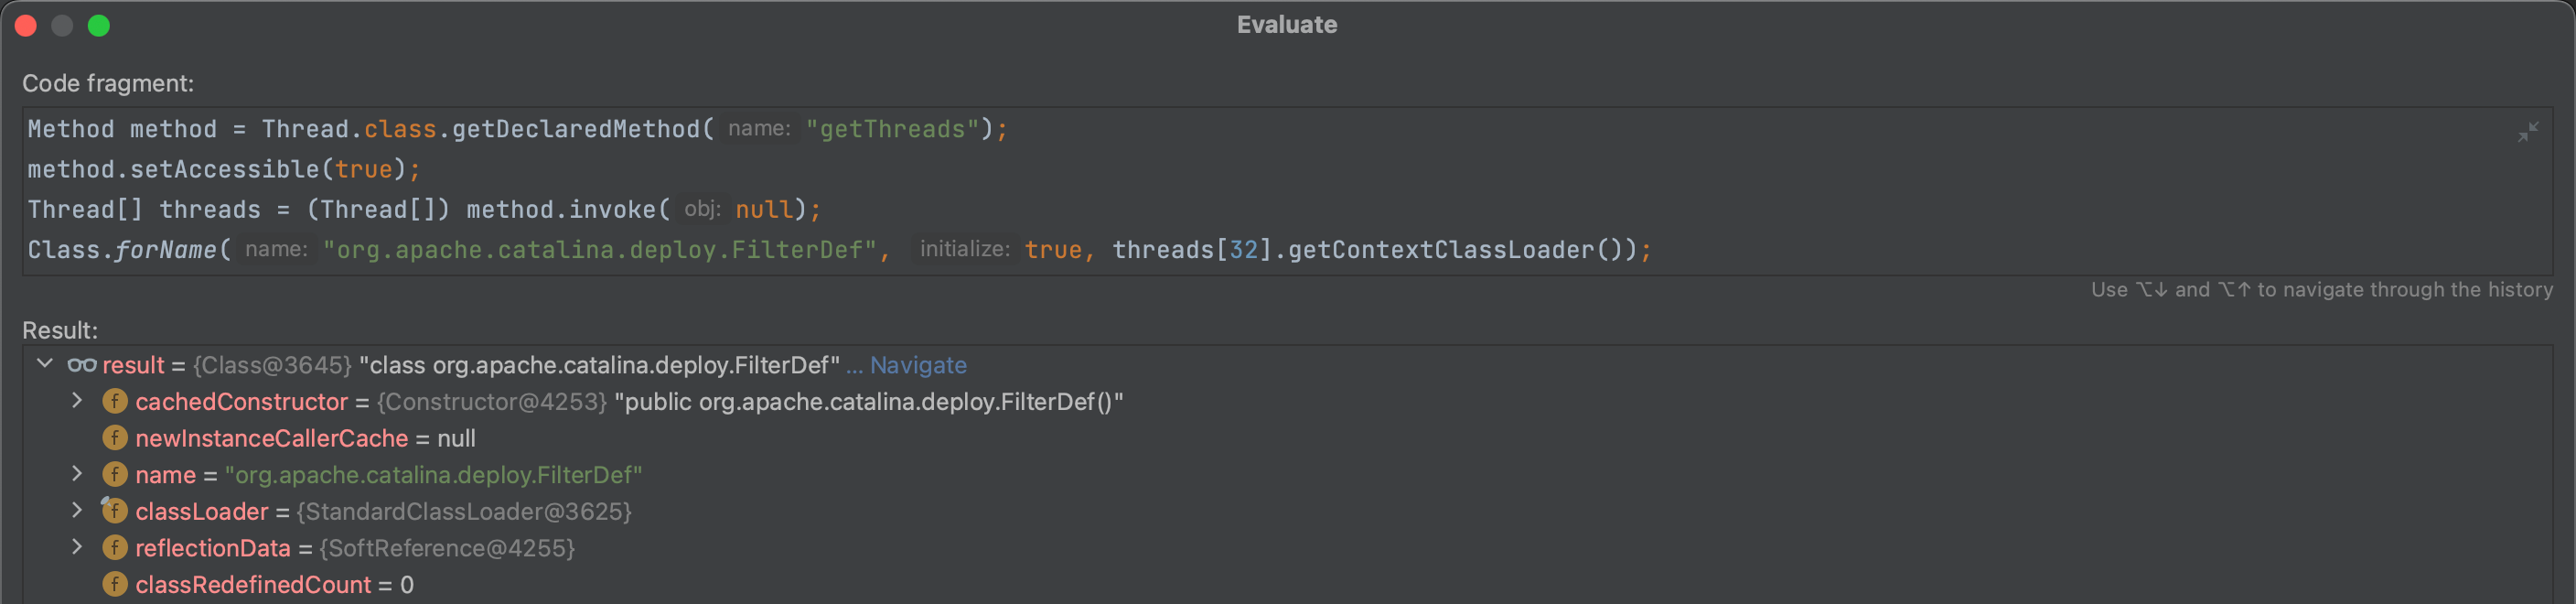 Evaluate
Code fragment:
Method method = Thread.class.getDeclaredMethod( name: "getThreads");
method.setAccessible(true);
Thread[] threads = (Thread[]) method.invoke( obj: null);
Class.forName( name: "org.apache.catalina.deploy.FilterDef", initialize: true, threads[32].getContextClassLoader());
Use ⌥↓ and ⌥↑ to navigate through the history
Result:
result = {Class@3645} "class org.apache.catalina.deploy.FilterDef" ... Navigate
f cachedConstructor = {Constructor@4253} "public org.apache.catalina.deploy.FilterDef()"
f newInstanceCallerCache = null
f name = "org.apache.catalina.deploy.FilterDef"
f classLoader = {StandardClassLoader@3625}
f reflectionData = {SoftReference@4255}
f classRedefinedCount = 0